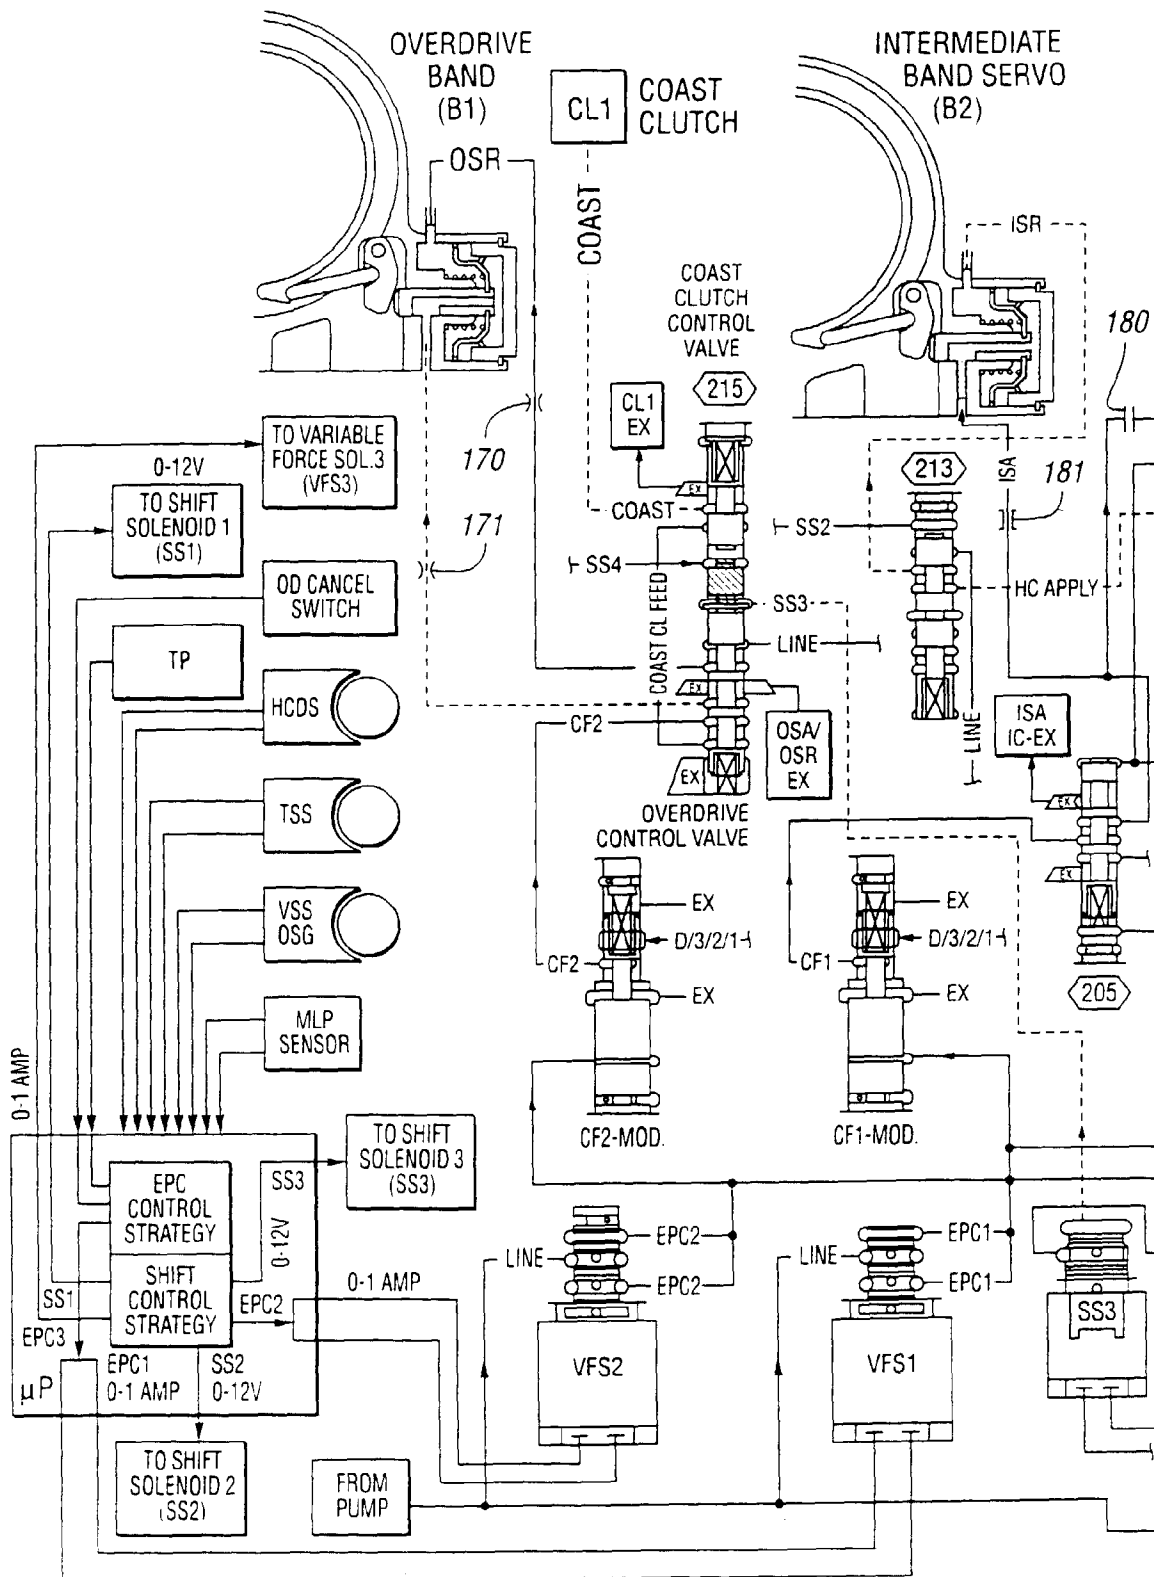 OVERDRIVE
BAND
(B1)
CL1
COAST
CLUTCH
INTERMEDIATE
BAND SERVO
(B2)
OSR
COAST
ISR
COAST
CLUTCH
CONTROL
VALVE
215
180
CL1
EX
TO VARIABLE
FORCE SOL.3
(VFS3)
0-12V
170
213
ISA
181
EX
COAST
TO SHIFT
SOLENOID 1
(SS1)
171
SS2
SS4
COAST CL FEED
HC APPLY
OD CANCEL
SWITCH
SS3
LINE
TP
EX
HCDS
CF2
OSA/
OSR
EX
LINE
ISA
IC-EX
EX
EX
TSS
OVERDRIVE
CONTROL VALVE
EX
VSS
OSG
EX
EX
D/3/2/1
D/3/2/1
CF2
CF1
EX
EX
205
MLP
SENSOR
0-1 AMP
CF2-MOD.
CF1-MOD.
TO SHIFT
SOLENOID 3
(SS3)
EPC
CONTROL
STRATEGY
SS3
0-12V
EPC2
EPC1
LINE
LINE
EPC2
EPC1
SHIFT
CONTROL
STRATEGY
0-1 AMP
SS1
EPC2
EPC3
SS3
VFS2
VFS1
EPC1
0-1 AMP
SS2
0-12V
μP
TO SHIFT
SOLENOID 2
(SS2)
FROM
PUMP